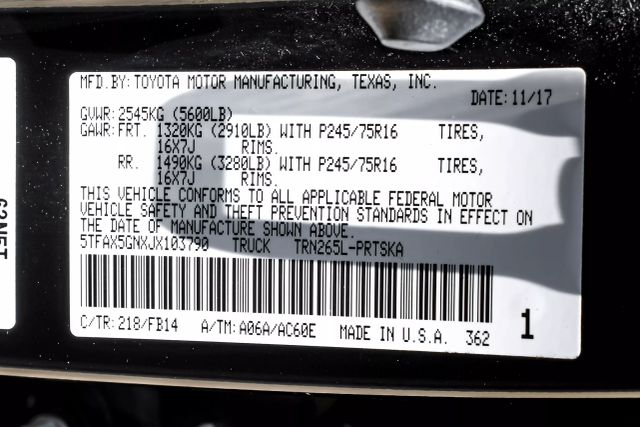 MFD.BY:TOYOTA MOTOR MANUFACTURING, TEXAS, INC.
DATE:11/17
GVWR:2545KG (5600LB)
GAWR:FRT. 1320KG (2910LB) WITH P245/75R16 TIRES,
16X7J RIMS.
RR. 1490KG (3280LB) WITH P245/75R16 TIRES,
16X7J RIMS.
THIS VEHICLE CONFORMS TO ALL APPLICABLE FEDERAL MOTOR
VEHICLE SAFETY AND THEFT PREVENTION STANDARDS IN EFFECT ON
THE DATE OF MANUFACTURE SHOWN ABOVE.
5TFAX5GNXJX103790 TRUCK TRN265L-PRTSKA
C/TR:218/FB14 A/TM:A06A/AC60E MADE IN U.S.A. 362
1